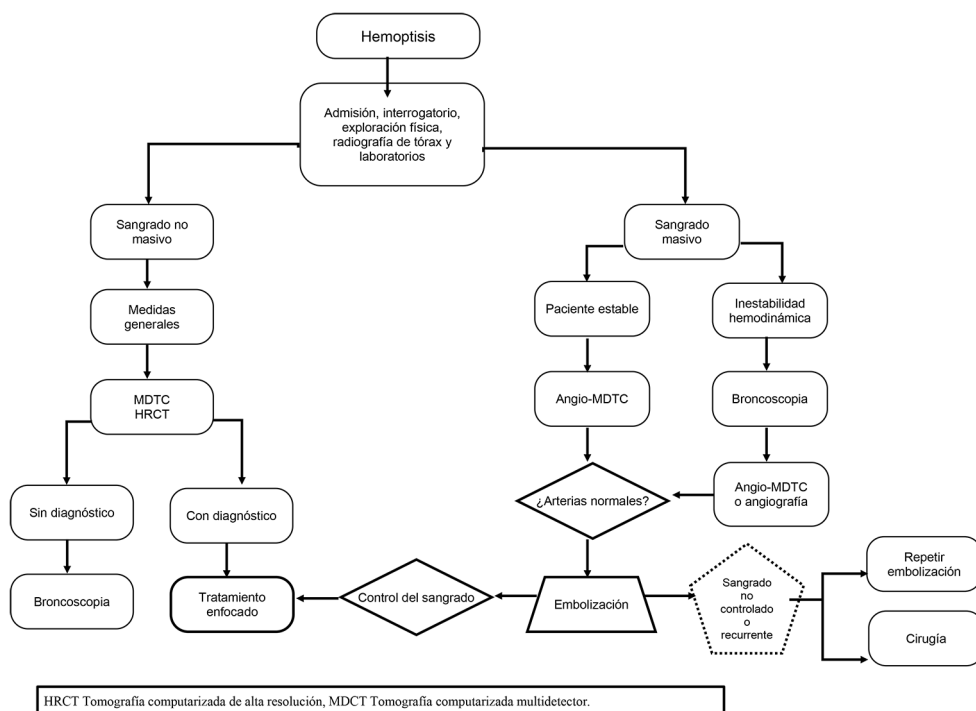 Hemoptisis
Admisión, interrogatorio,
exploración física,
radiografía de tórax y
laboratorios
Sangrado no
masivo
Sangrado
masivo
Medidas
generales
Paciente estable
Inestabilidad
hemodinámica
MDTC
HRCT
Angio-MDTC
Broncoscopia
Sin diagnóstico
Con diagnóstico
¿Arterias normales?
Angio-MDTC
o angiografía
Broncoscopia
Tratamiento
enfocado
Control del sangrado
Embolización
Sangrado
no
controlado
o
recurrente
Repetir
embolización
Cirugía
HRCT Tomografía computarizada de alta resolución, MDCT Tomografía computarizada multidetector.